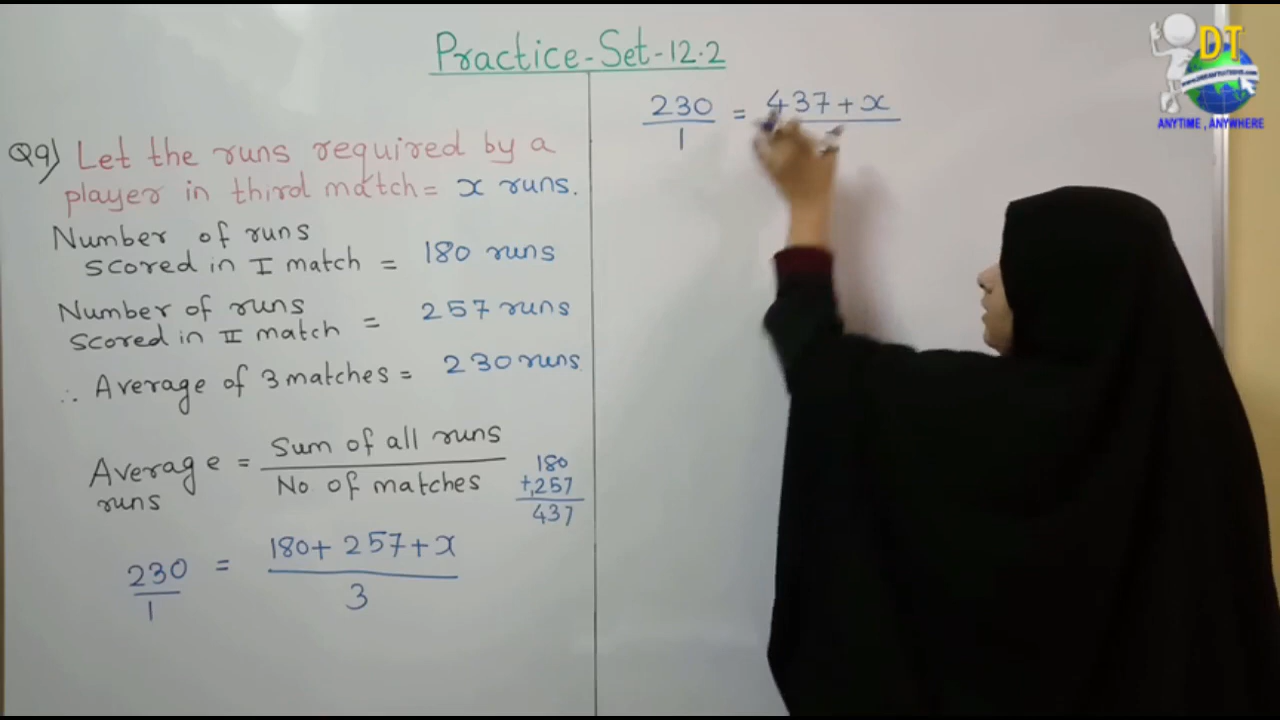 Practice-Set-12.2
Q9) Let the runs required by a
player in third match = x runs.
Number of runs
scored in I match = 180 runs
Number of runs
scored in II match = 257 runs
∴ Average of 3 matches = 230 runs
Average runs = Sum of all runs
No of matches
180
+257
437
230 = 180+ 257+x
1 3
230 = 437+x
1
DT
ANYTIME , ANYWHERE